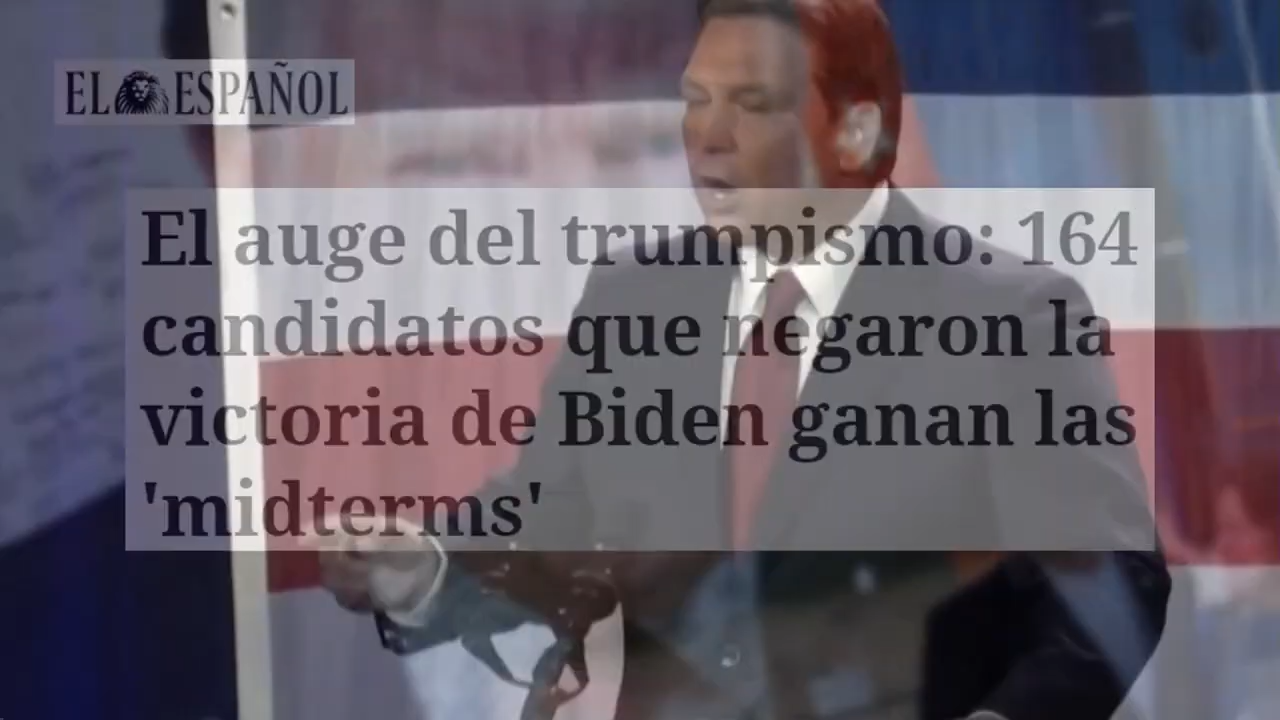 EL ESPAÑOL
El auge del trumpismo: 164
candidatos que negaron la
victoria de Biden ganan las
'midterms'